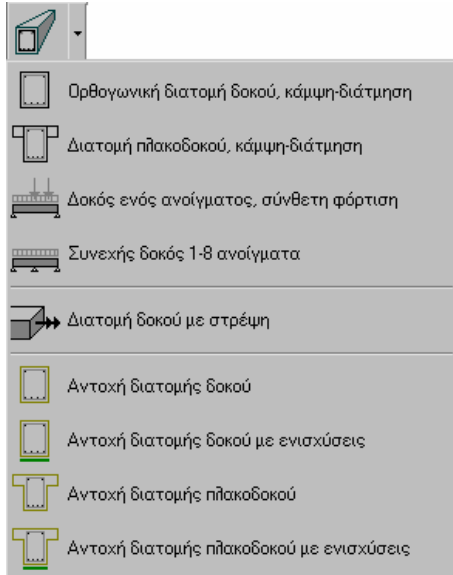 Ορθογωνική διατομή δοκού, κάμψη-διάτμηση
Διατομή πλακοδοκού, κάμψη-διάτμηση
Δοκός ενός ανοίγματος, σύνθετη φόρτιση
Συνεχής δοκός 1-8 ανοίγματα
Διατομή δοκού με στρέψη
Αντοχή διατομής δοκού
Αντοχή διατομής δοκού με ενισχύσεις
Αντοχή διατομής πλακοδοκού
Αντοχή διατομής πλακοδοκού με ενισχύσεις